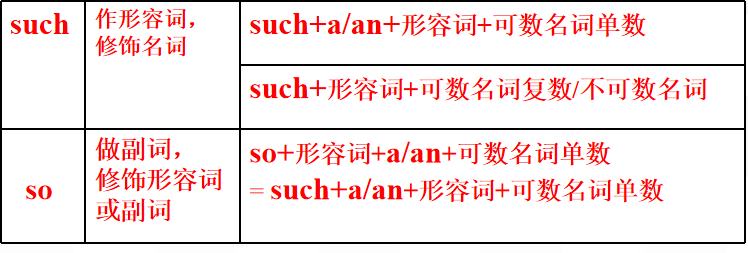 such
作形容词，
修饰名词
such+a/an+形容词+可数名词单数
such+形容词+可数名词复数/不可数名词
so
做副词，
修饰形容词
或副词
so+形容词+a/an+可数名词单数
= such+a/an+形容词+可数名词单数